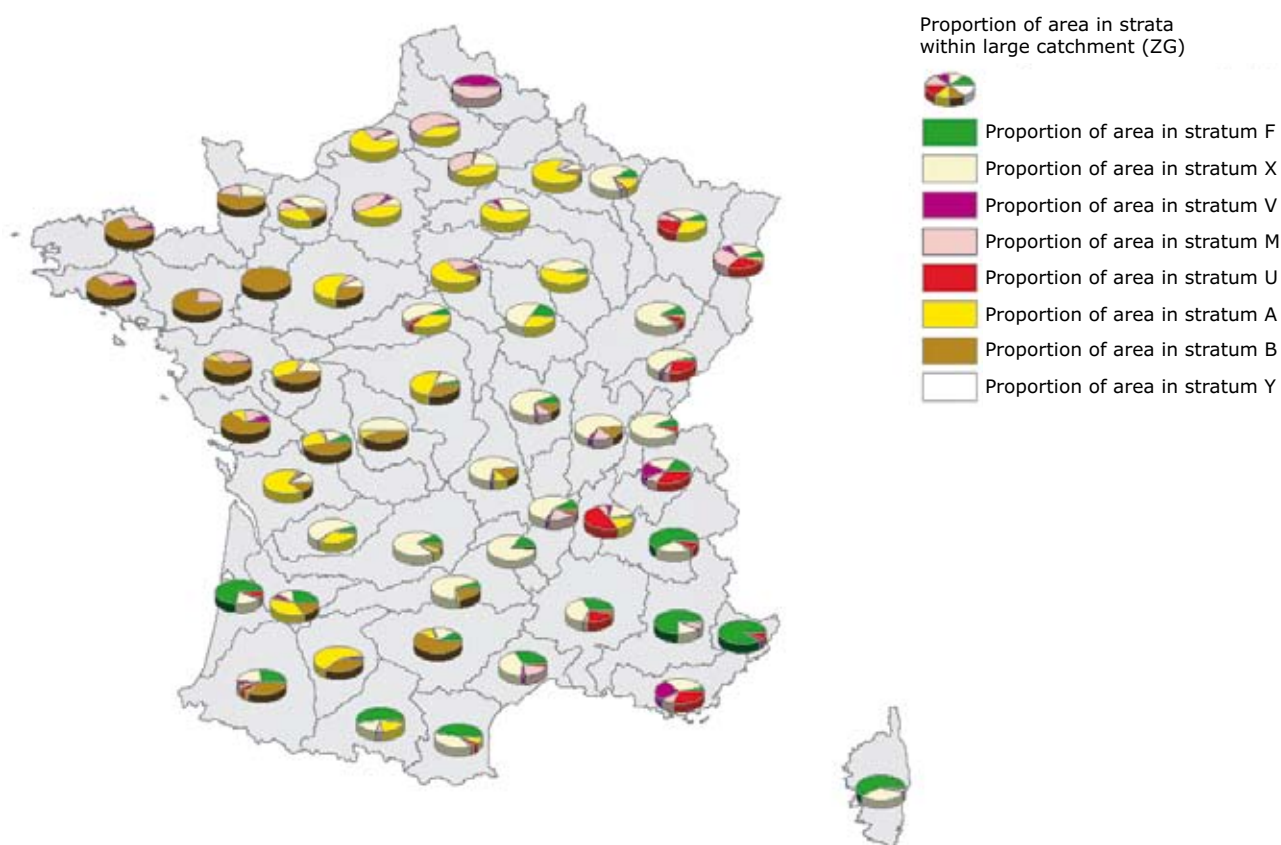 Proportion of area in strata
within large catchment (ZG)
Proportion of area in stratum F
Proportion of area in stratum X
Proportion of area in stratum V
Proportion of area in stratum M
Proportion of area in stratum U
Proportion of area in stratum A
Proportion of area in stratum B
Proportion of area in stratum Y